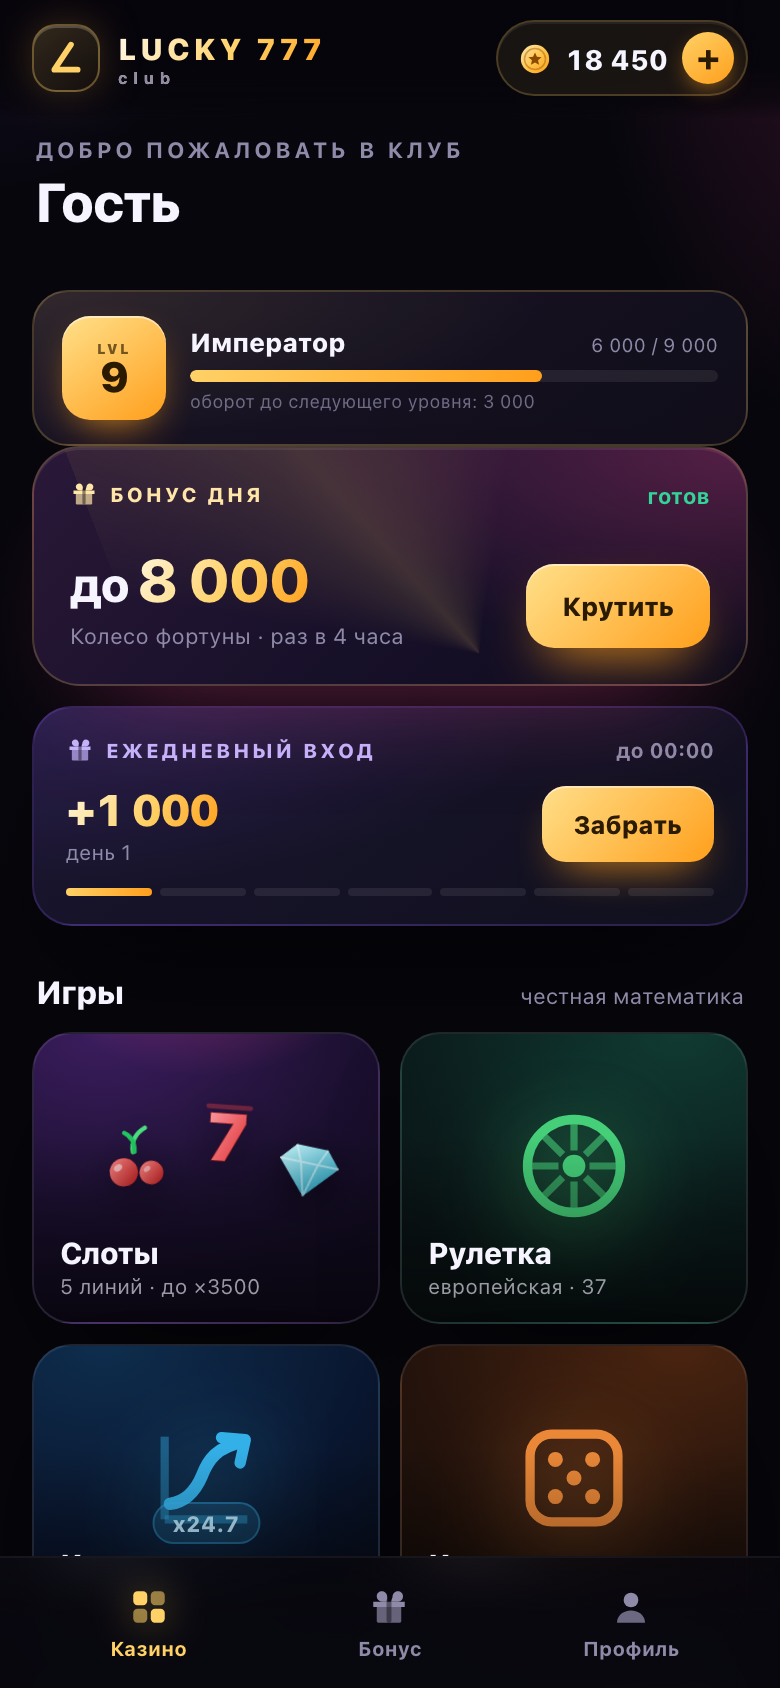 LUCKY 777
club
18 450
ДОБРО ПОЖАЛОВАТЬ В КЛУБ
Гость
LVL
9
Император
6 000 / 9 000
оборот до следующего уровня: 3 000
БОНУС ДНЯ
готов
до 8 000
Колесо фортуны · раз в 4 часа
Крутить
ЕЖЕДНЕВНЫЙ ВХОД
до 00:00
+1 000
день 1
Забрать
Игры
честная математика
7
Слоты
5 линий · до ×3500
Рулетка
европейская · 37
x24.7
Казино
Бонус
Профиль